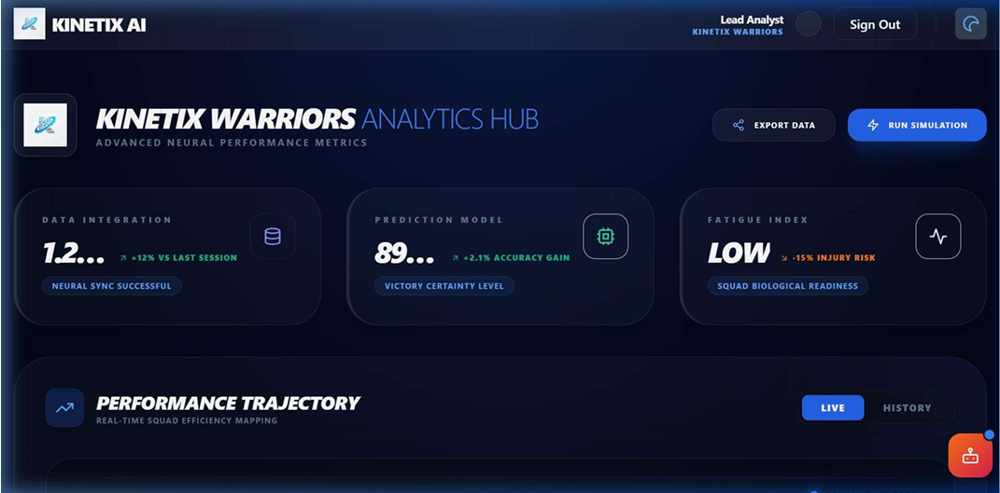 KINETIX AI
Lead Analyst
KINETIX WARRIORS
Sign Out
KINETIX WARRIORS ANALYTICS HUB
ADVANCED NEURAL PERFORMANCE METRICS
EXPORT DATA
RUN SIMULATION
DATA INTEGRATION
1.2... +12% VS LAST SESSION
NEURAL SYNC SUCCESSFUL
PREDICTION MODEL
89... +2.1% ACCURACY GAIN
VICTORY CERTAINTY LEVEL
FATIGUE INDEX
LOW -15% INJURY RISK
SQUAD BIOLOGICAL READINESS
PERFORMANCE TRAJECTORY
REAL-TIME SQUAD EFFICIENCY MAPPING
LIVE
HISTORY